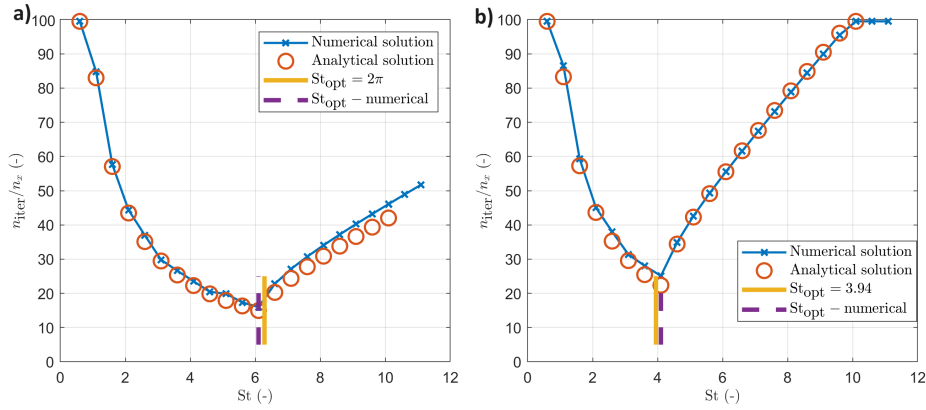 a)
100
90
80
70
60
50
40
30
20
10
0
n_iter/n_x (-)
0 2 4 6 8 10 12
St (-)
Numerical solution
Analytical solution
St_opt = 2π
St_opt − numerical
b)
100
90
80
70
60
50
40
30
20
10
0
n_iter/n_x (-)
0 2 4 6 8 10 12
St (-)
Numerical solution
Analytical solution
St_opt = 3.94
St_opt − numerical